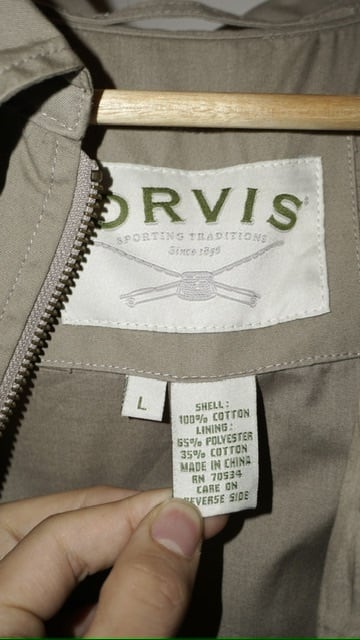 ORVIS
SPORTING TRADITIONS
Since 1856
L
SHELL:
100% COTTON
LINING:
65% POLYESTER
35% COTTON
MADE IN CHINA
RN 70534
CARE ON
REVERSE SIDE